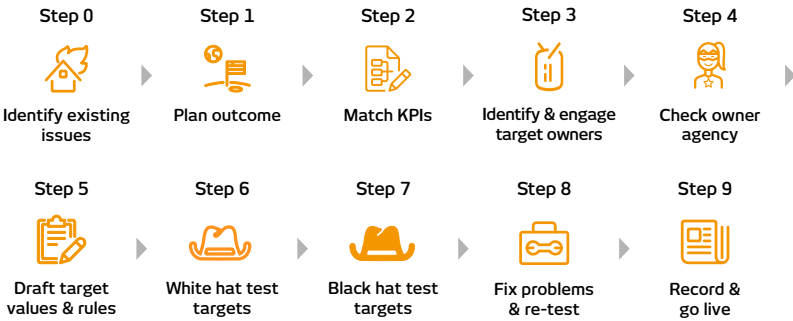 Step 0
Identify existing
issues
Step 1
Plan outcome
Step 2
Match KPIs
Step 3
Identify & engage
target owners
Step 4
Check owner
agency
Step 5
Draft target
values & rules
Step 6
White hat test
targets
Step 7
Black hat test
targets
Step 8
Fix problems
& re-test
Step 9
Record &
go live